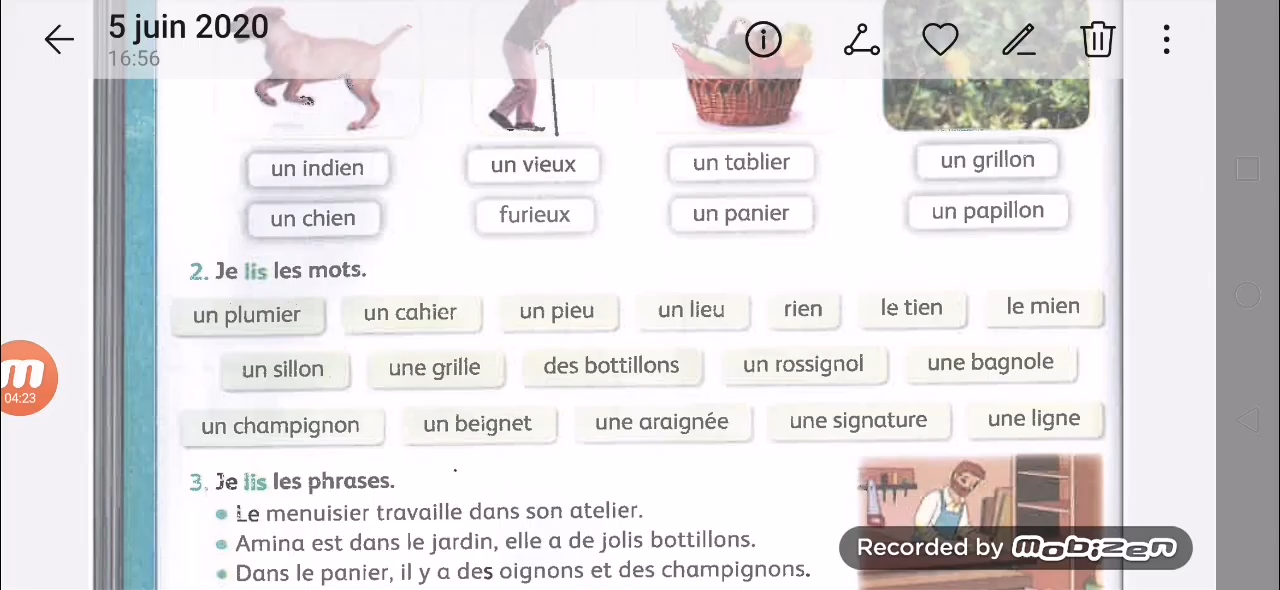 5 juin 2020
16:56
un indien un vieux un tablier un grillon
un chien furieux un panier un papillon
2. Je lis les mots.
un plumier un cahier un pieu un lieu rien le tien le mien
un sillon une grille des bottillons un rossignol une bagnole
un champignon un beignet une araignée une signature une ligne
04:23
3. Je lis les phrases.
Le menuisier travaille dans son atelier.
Amina est dans le jardin, elle a de jolis bottillons.
Dans le panier, il y a des oignons et des champignons.
Recorded by mobizen